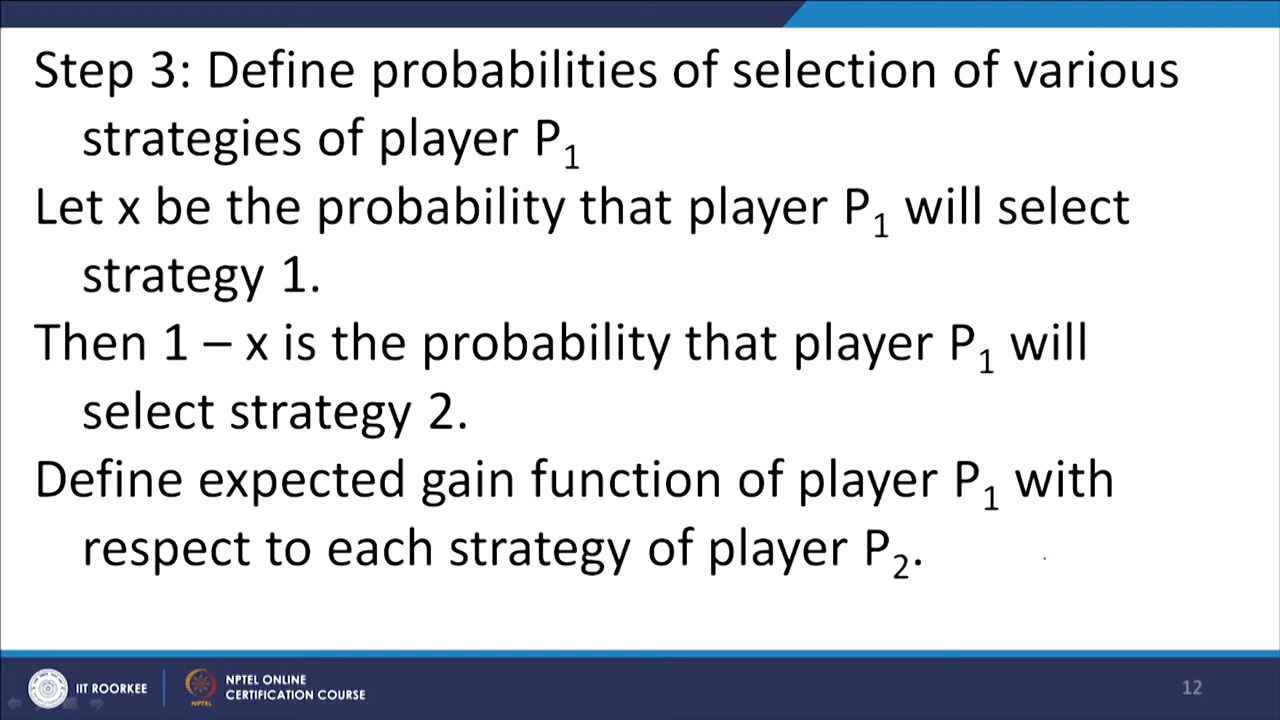 Step 3: Define probabilities of selection of various
strategies of player P₁
Let x be the probability that player P₁ will select
strategy 1.
Then 1 – x is the probability that player P₁ will
select strategy 2.
Define expected gain function of player P₁ with
respect to each strategy of player P₂.
IIT ROORKEE
NPTEL
NPTEL ONLINE
CERTIFICATION COURSE
12